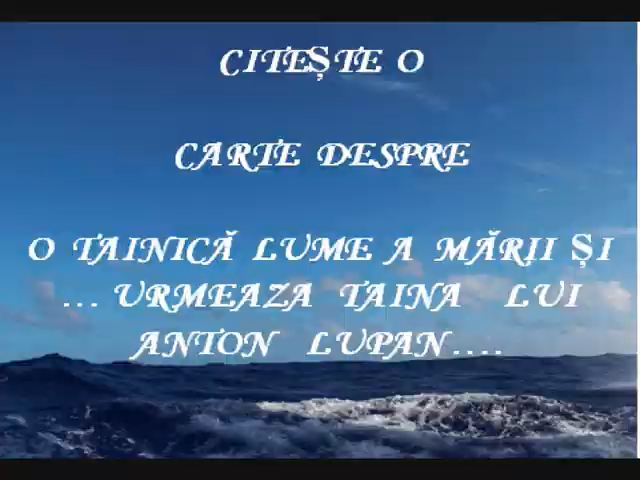 CITEȘTE O
CARTE DESPRE
O TAINICĂ LUME A MĂRII ȘI
... URMEAZA TAINA LUI
ANTON LUPAN....